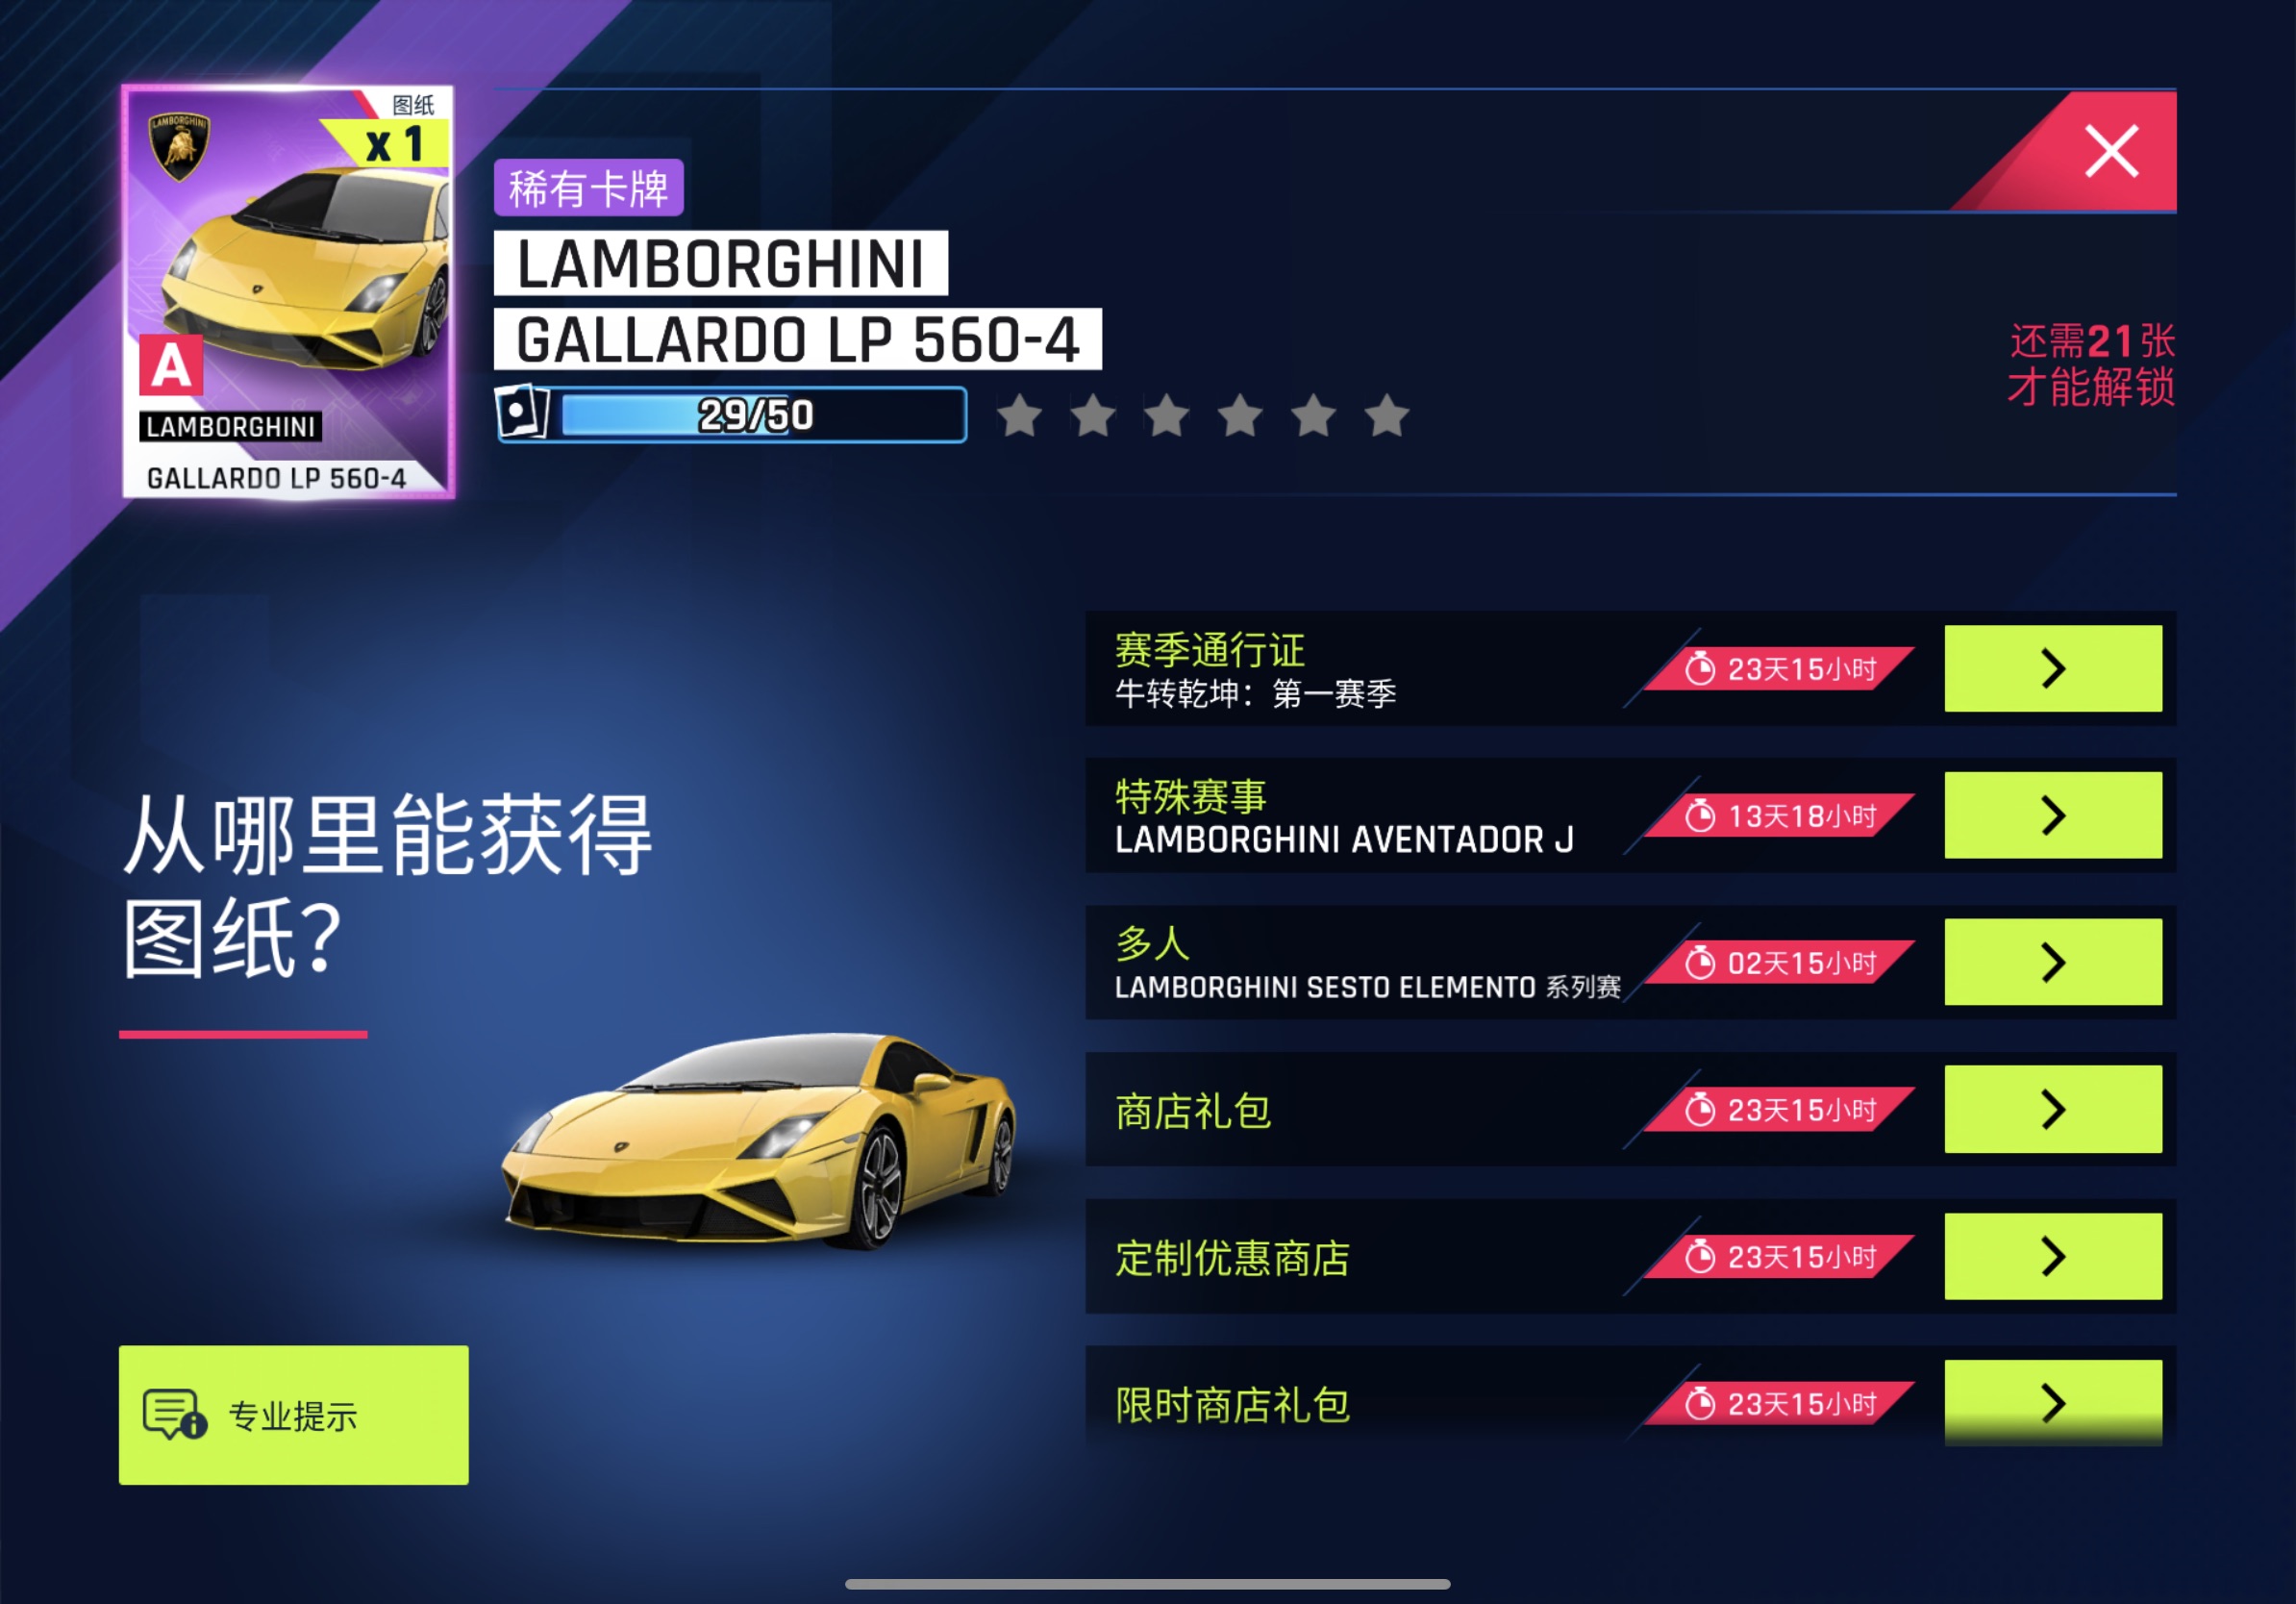 图纸
x 1
LAMBORGHINI
A
LAMBORGHINI
GALLARDO LP 560-4
稀有卡牌
LAMBORGHINI
GALLARDO LP 560-4
29/50
还需21张
才能解锁
从哪里能获得
图纸？
专业提示
赛季通行证
牛转乾坤：第一赛季
23天15小时
特殊赛事
LAMBORGHINI AVENTADOR J
13天18小时
多人
LAMBORGHINI SESTO ELEMENTO 系列赛
02天15小时
商店礼包
23天15小时
定制优惠商店
23天15小时
限时商店礼包
23天15小时